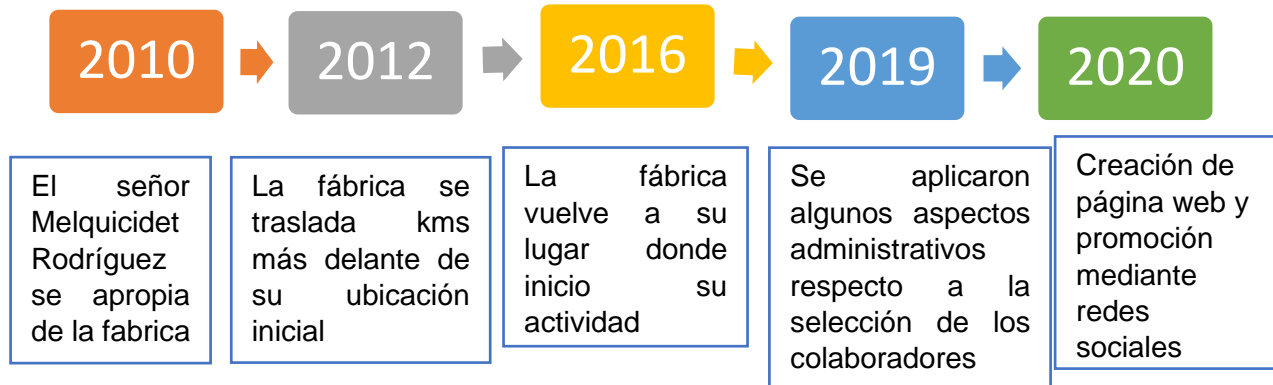 2010
2012
2016
2019
2020
El señor
Melquicidet
Rodríguez
se apropia
de la fabrica
La fábrica se
traslada kms
más delante de
su ubicación
inicial
La fábrica
vuelve a su
lugar donde
inicio su
actividad
Se aplicaron
algunos aspectos
administrativos
respecto a la
selección de los
colaboradores
Creación de
página web y
promoción
mediante
redes
sociales